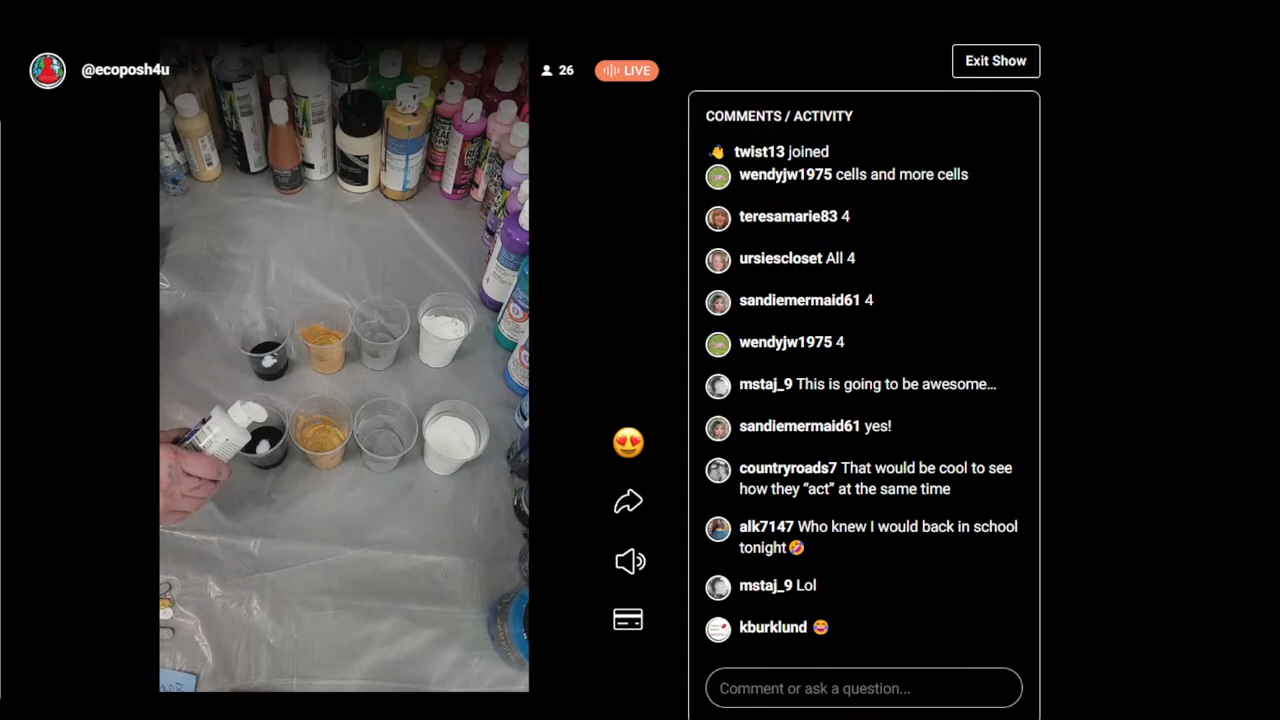 @ecoposh4u
26
LIVE
Exit Show
COMMENTS / ACTIVITY
twist13 joined
wendyjw1975 cells and more cells
teresamarie83 4
ursiescloset All 4
sandiemermaid61 4
wendyjw1975 4
mstaj_9 This is going to be awesome...
sandiemermaid61 yes!
countryroads7 That would be cool to see
how they “act” at the same time
alk7147 Who knew I would back in school
tonight🤣
mstaj_9 Lol
kburklund 😂
Comment or ask a question...